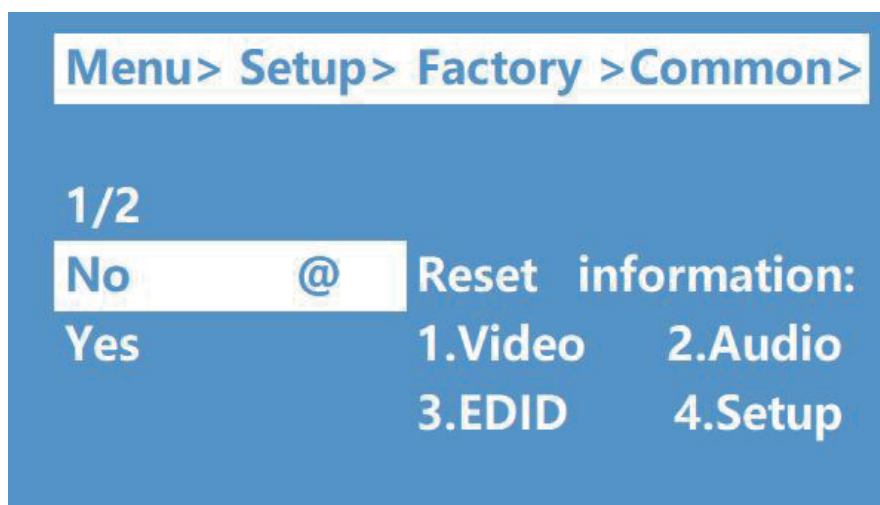 Menu> Setup> Factory >Common>
1/2
No @ Reset information:
Yes 1.Video 2.Audio
3.EDID 4.Setup